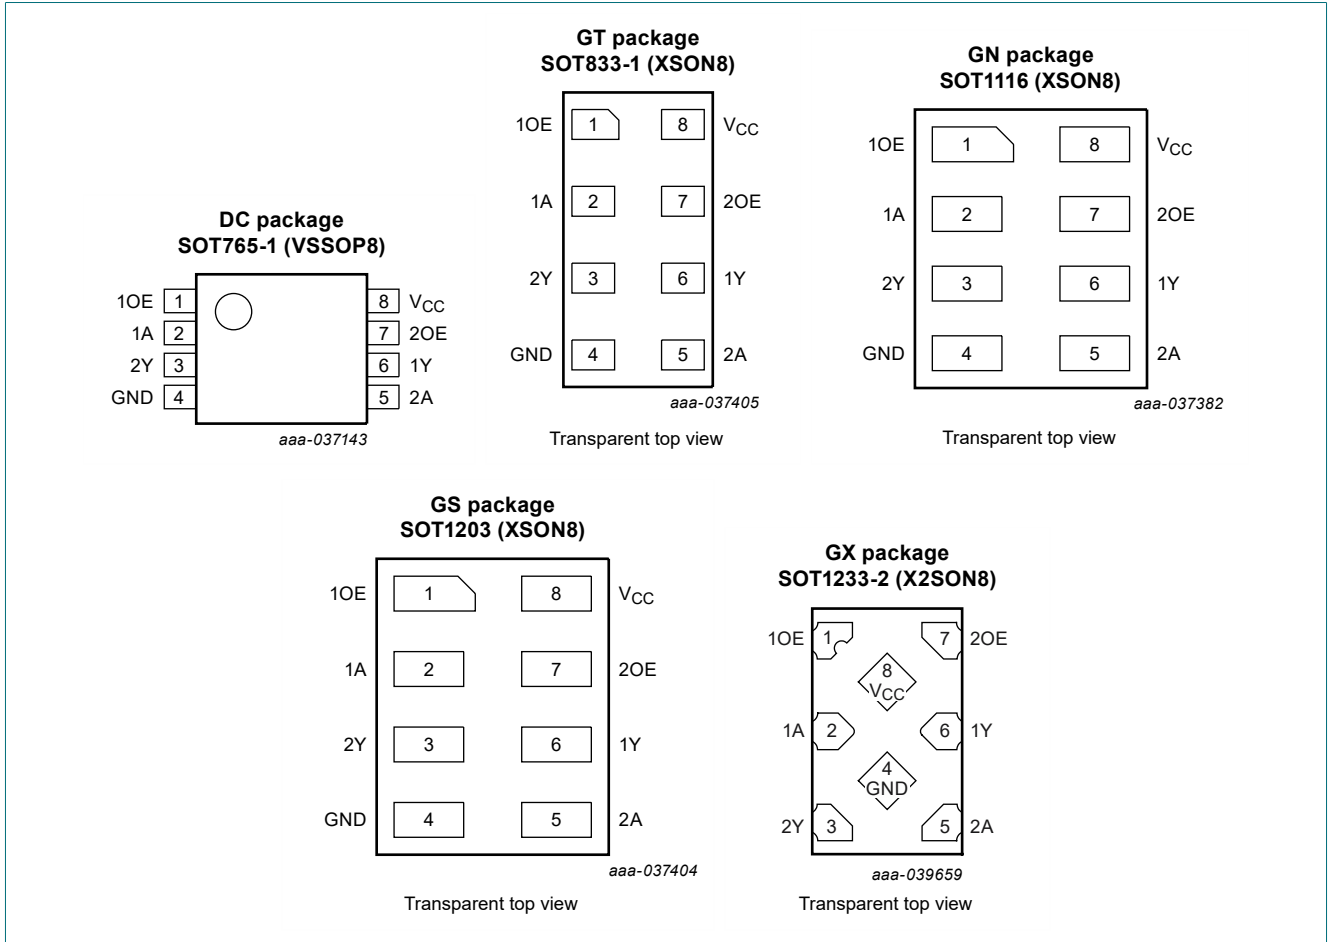 GT package
SOT833-1 (XSON8)
1OE 1 8 VCC
1A 2 7 2OE
2Y 3 6 1Y
GND 4 5 2A
aaa-037405
Transparent top view
GN package
SOT1116 (XSON8)
1OE 1 8 VCC
1A 2 7 2OE
2Y 3 6 1Y
GND 4 5 2A
aaa-037382
Transparent top view
DC package
SOT765-1 (VSSOP8)
1OE 1 8 VCC
1A 2 7 2OE
2Y 3 6 1Y
GND 4 5 2A
aaa-037143
GS package
SOT1203 (XSON8)
1OE 1 8 VCC
1A 2 7 2OE
2Y 3 6 1Y
GND 4 5 2A
aaa-037404
Transparent top view
GX package
SOT1233-2 (X2SON8)
1OE 1 7 2OE
8
VCC
1A 2 6 1Y
4
GND
2Y 3 5 2A
aaa-039659
Transparent top view